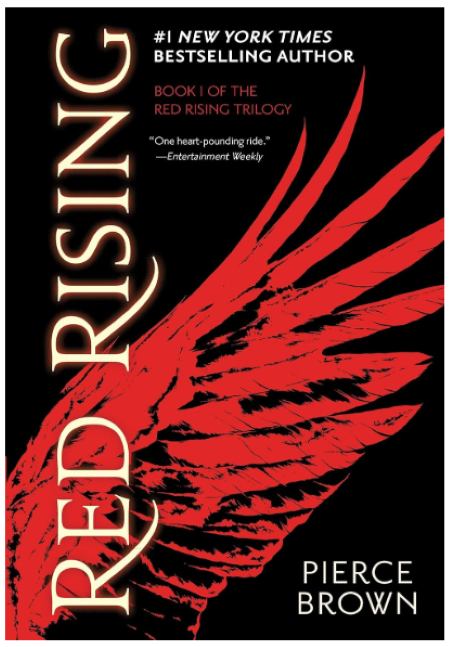 #1 NEW YORK TIMES
BESTSELLING AUTHOR
BOOK I OF THE
RED RISING TRILOGY
“One heart-pounding ride.”
—Entertainment Weekly
RED RISING
PIERCE
BROWN